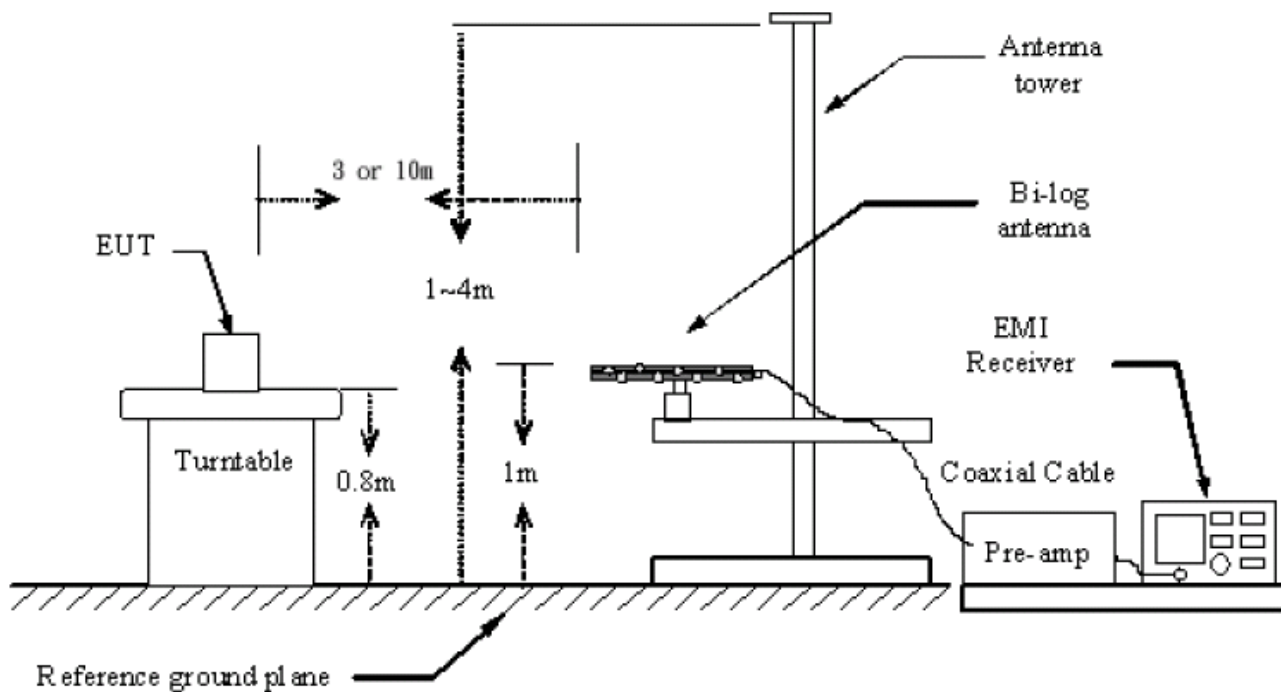 Antenna
tower
3 or 10m
Bi-log
antenna
EUT
1~4m
EMI
Receiver
Turntable
0.8m
1m
Coaxial Cable
Pre-amp
Reference ground plane